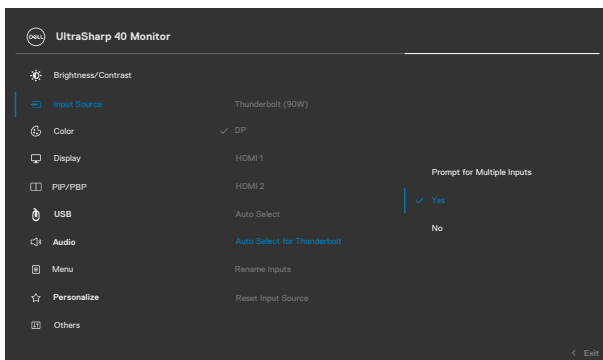 DELL
UltraSharp 40 Monitor
Brightness/Contrast
Input Source
Thunderbolt (90W)
Color
DP
Display
HDMI 1
Prompt for Multiple Inputs
PIP/PBP
HDMI 2
Yes
USB
Auto Select
No
Audio
Auto Select for Thunderbolt
Menu
Rename Inputs
Personalize
Reset Input Source
Others
Exit